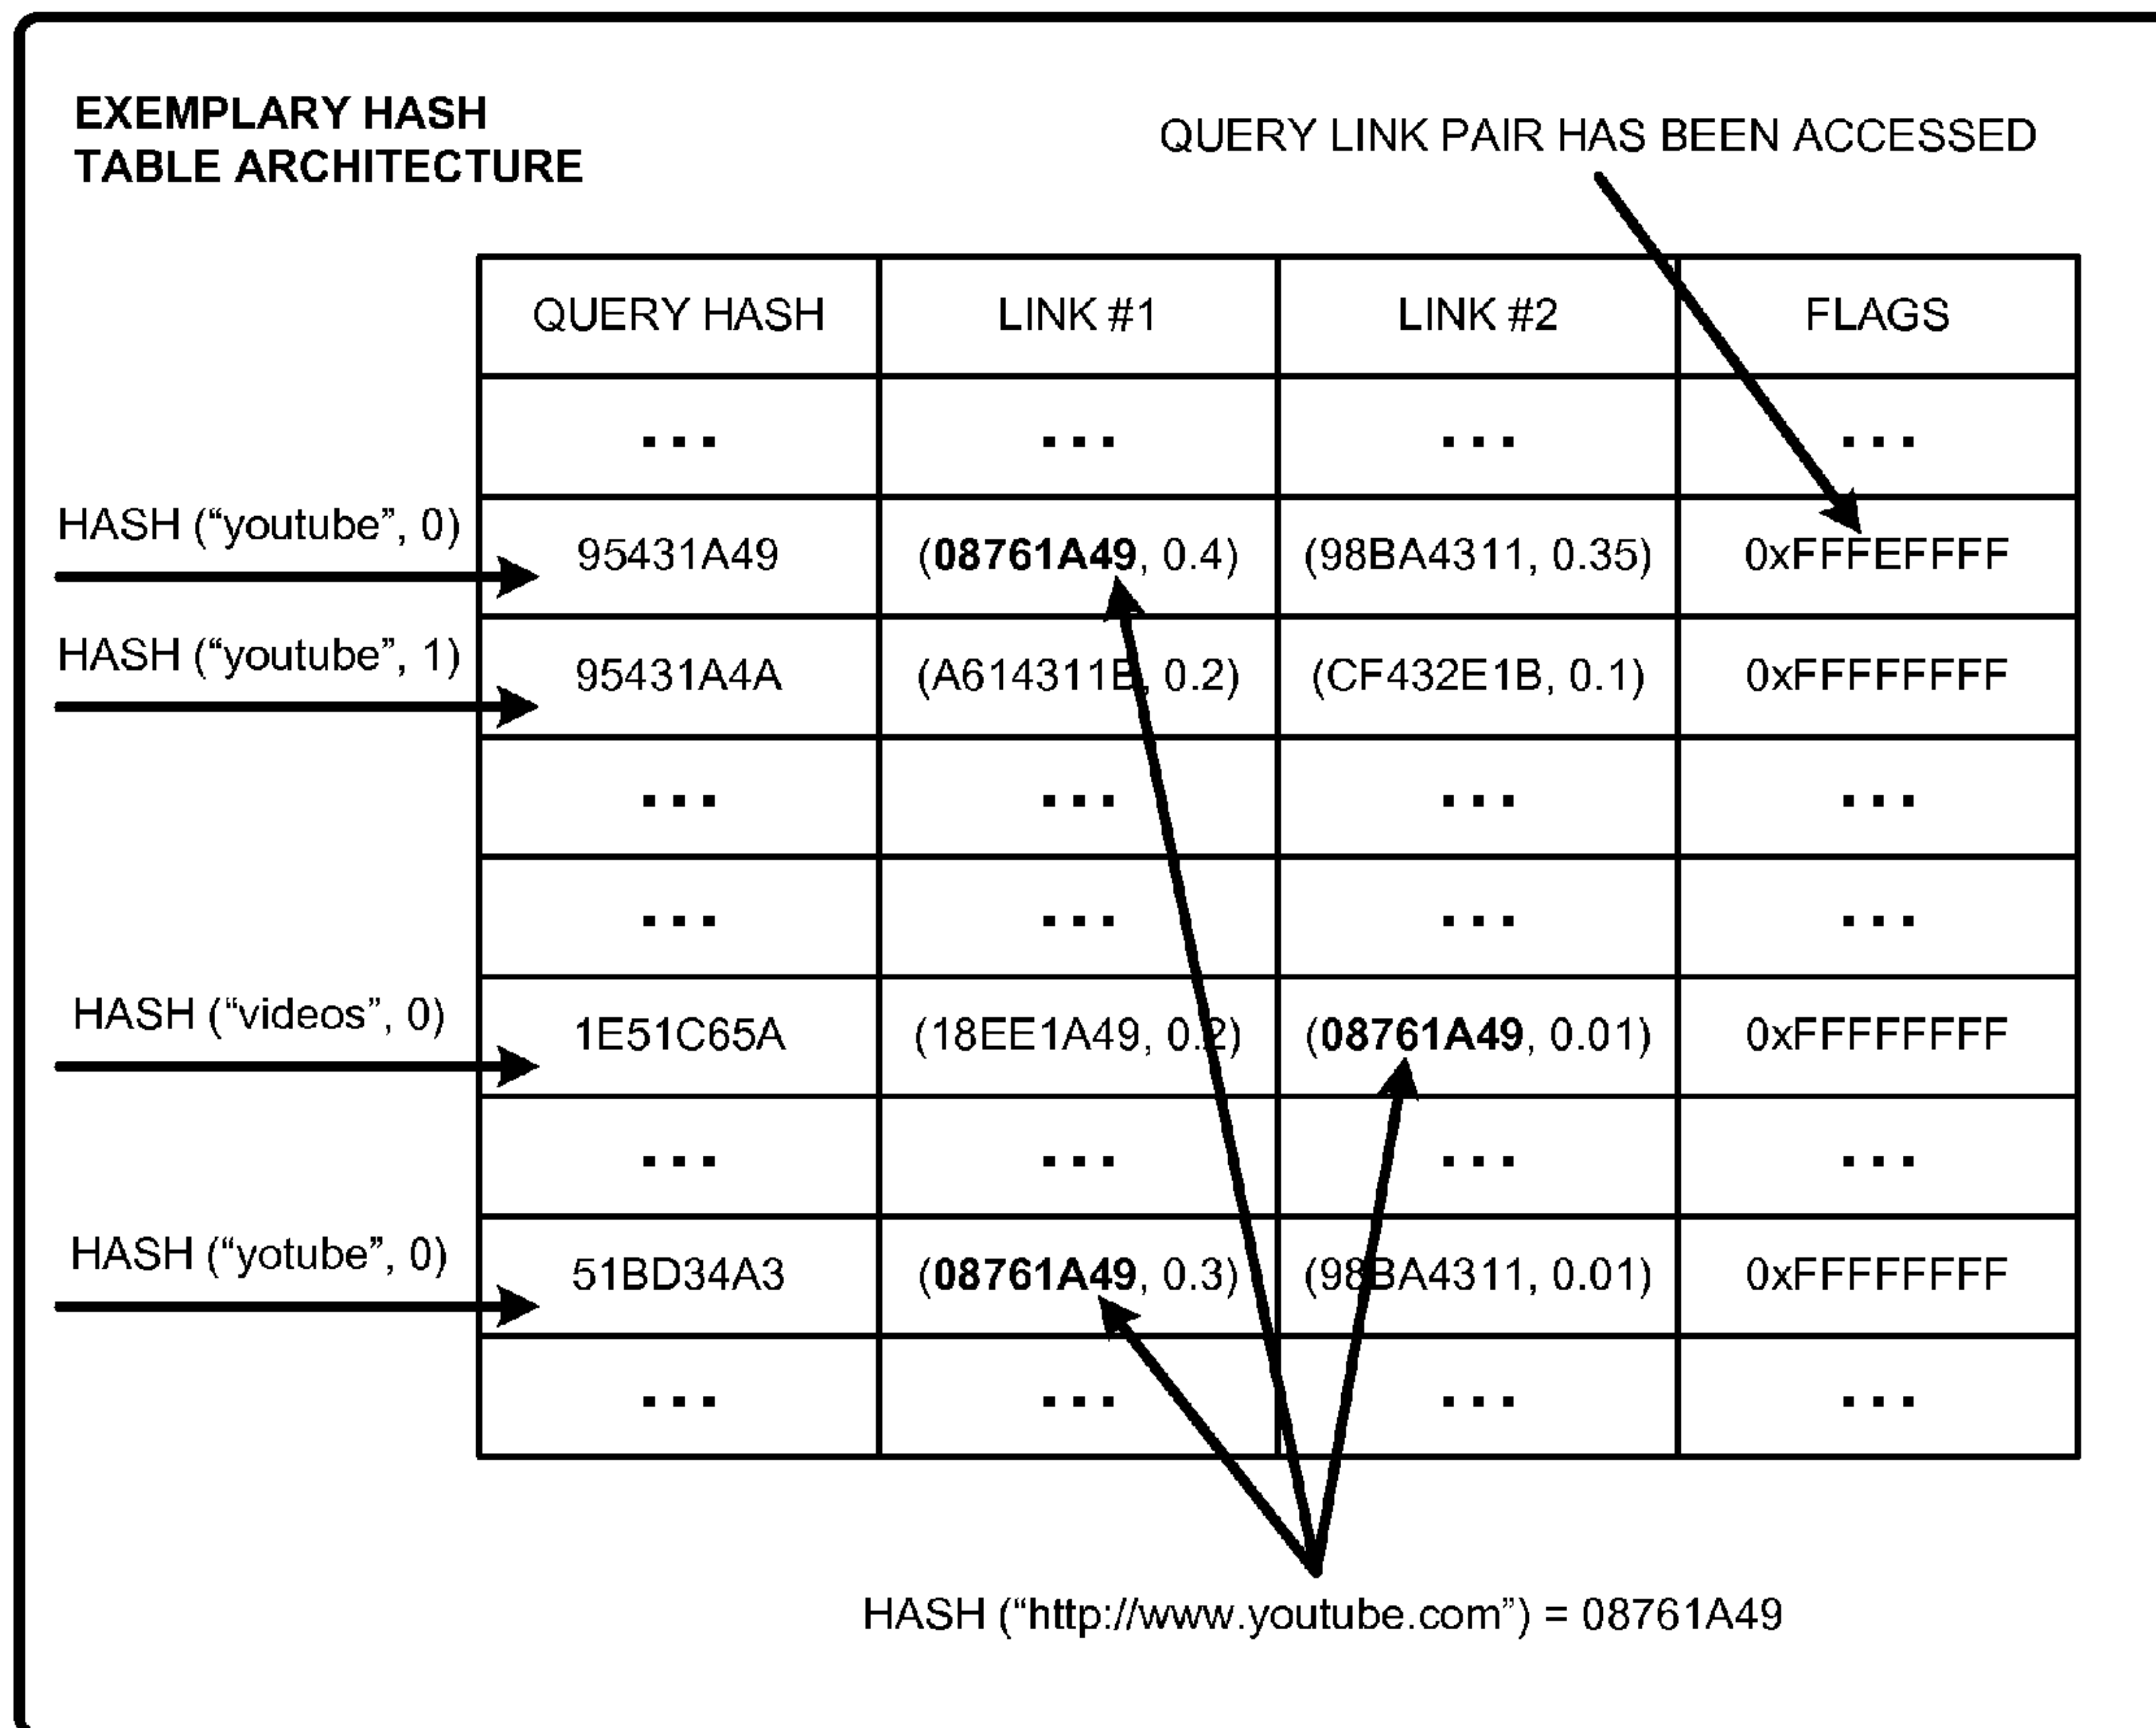 EXEMPLARY HASH
TABLE ARCHITECTURE
QUERY LINK PAIR HAS BEEN ACCESSED
QUERY HASH LINK #1 LINK #2 FLAGS
... ... ... ...
HASH (“youtube”, 0) 95431A49 (08761A49, 0.4) (98BA4311, 0.35) 0xFFFEFFFF
HASH (“youtube”, 1) 95431A4A (A614311B, 0.2) (CF432E1B, 0.1) 0xFFFFFFFF
... ... ... ...
... ... ... ...
HASH (“videos”, 0) 1E51C65A (18EE1A49, 0.2) (08761A49, 0.01) 0xFFFFFFFF
... ... ... ...
HASH (“yotube”, 0) 51BD34A3 (08761A49, 0.3) (98BA4311, 0.01) 0xFFFFFFFF
... ... ... ...
HASH (“http://www.youtube.com”) = 08761A49